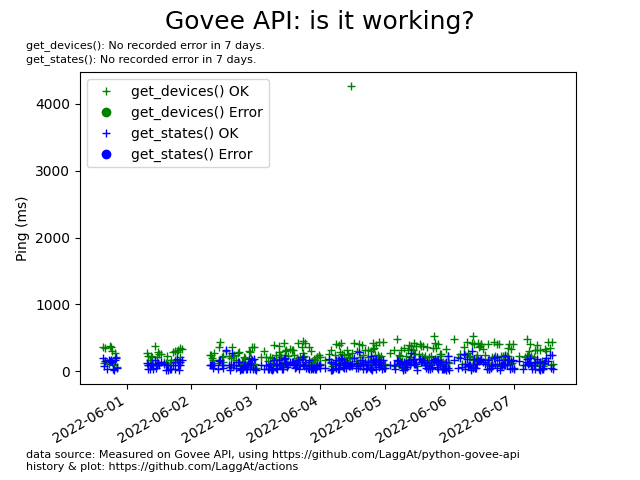 Govee API: is it working?
get_devices(): No recorded error in 7 days.
get_states(): No recorded error in 7 days.
get_devices() OK
get_devices() Error
get_states() OK
get_states() Error
Ping (ms)
4000
3000
2000
1000
0
2022-06-01
2022-06-02
2022-06-03
2022-06-04
2022-06-05
2022-06-06
2022-06-07
data source: Measured on Govee API, using https://github.com/LaggAt/python-govee-api
history & plot: https://github.com/LaggAt/actions